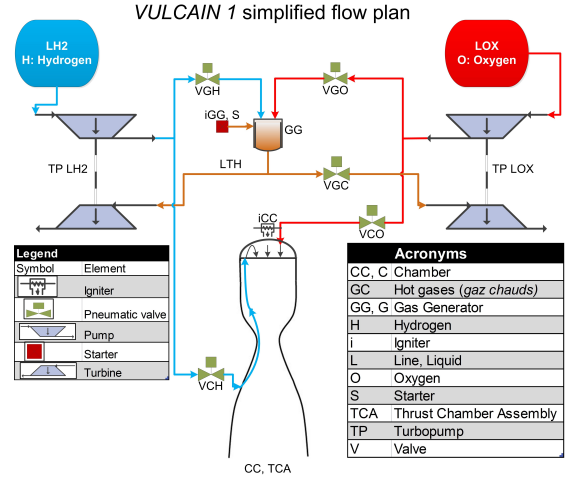 VULCAIN 1 simplified flow plan
LH2
H: Hydrogen
LOX
O: Oxygen
VGH
VGO
iGG, S
GG
TP LH2
LTH
TP LOX
VGC
iCC
VCO
VCH
CC, TCA
Legend
Symbol Element
Igniter
Pneumatic valve
Pump
Starter
Turbine
Acronyms
CC, C Chamber
GC Hot gases (gaz chauds)
GG, G Gas Generator
H Hydrogen
i Igniter
L Line, Liquid
O Oxygen
S Starter
TCA Thrust Chamber Assembly
TP Turbopump
V Valve